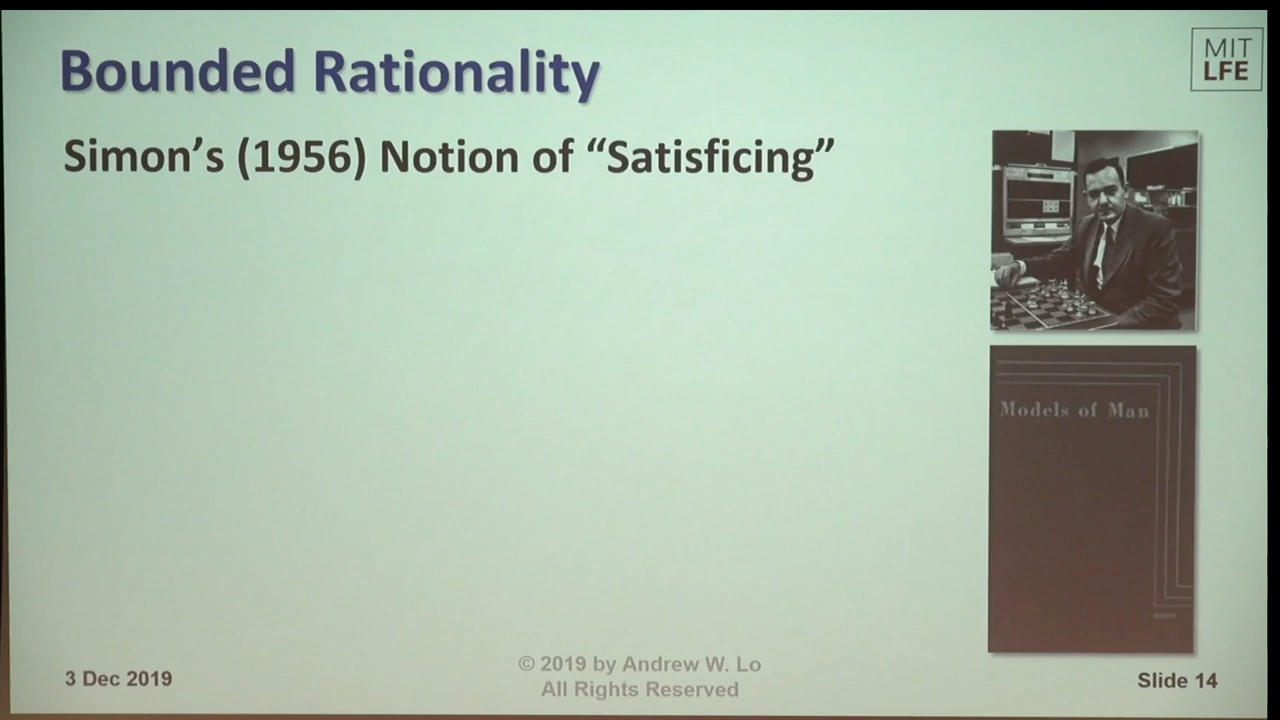 Bounded Rationality
MIT
LFE
Simon's (1956) Notion of “Satisficing”
Models of Man
3 Dec 2019
© 2019 by Andrew W. Lo
All Rights Reserved
Slide 14